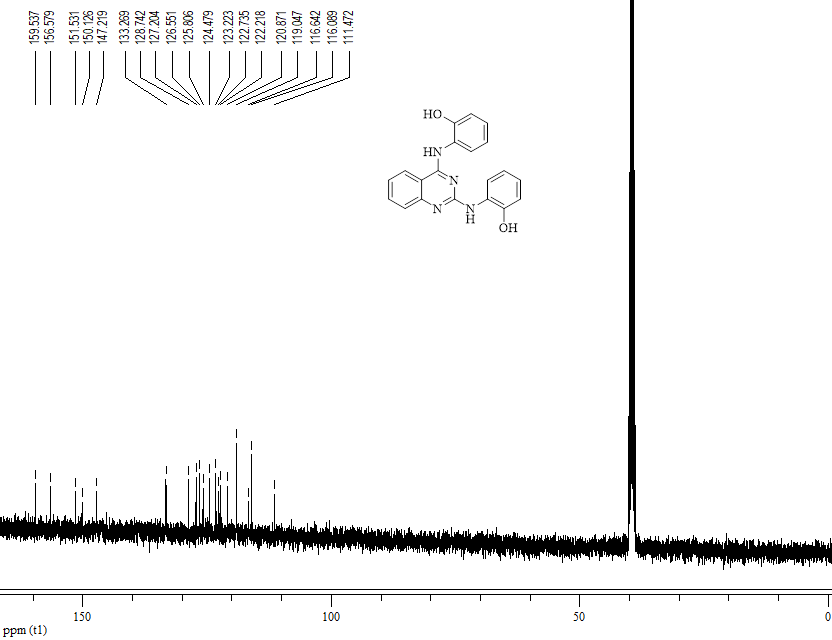 159.537
156.579
151.531
150.126
147.219
133.269
128.742
127.204
126.551
125.806
124.479
123.223
122.735
122.218
120.871
119.047
116.642
116.089
111.472
HO
HN
N
N
N
H
OH
150
100
50
0
ppm (t1)